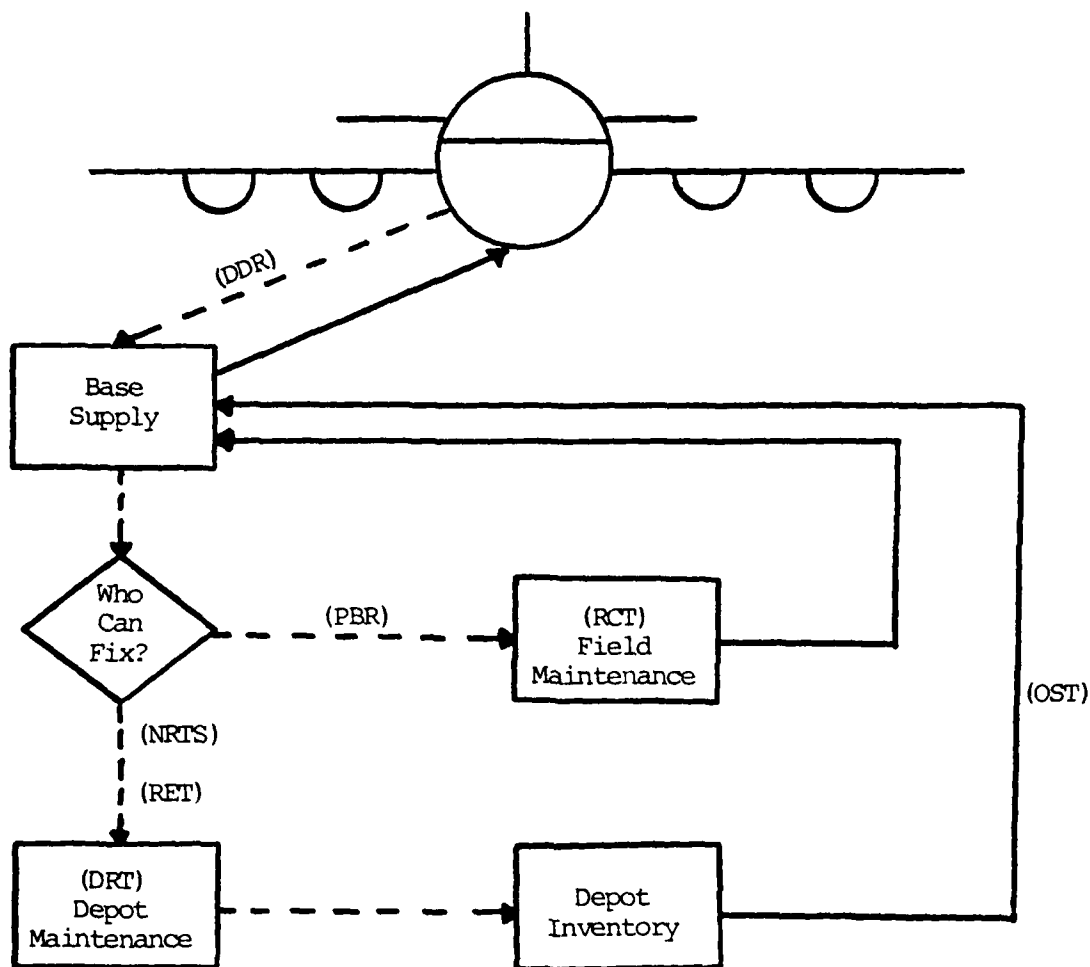 (DDR)
Base
Supply
Who
Can
Fix?
(PBR)
(RCT)
Field
Maintenance
(OST)
(NRTS)
(RET)
(DRT)
Depot
Maintenance
Depot
Inventory